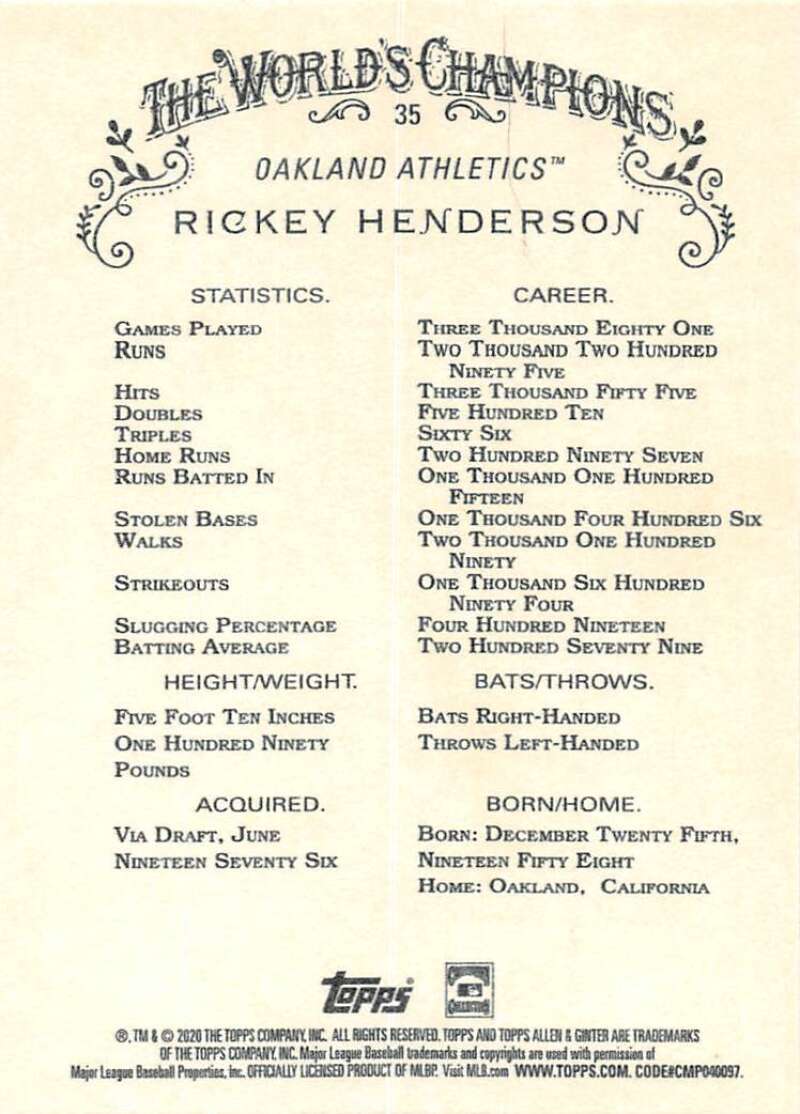 THE WORLD'S CHAMPIONS
35
OAKLAND ATHLETICS™
RICKEY HENDERSON
STATISTICS. CAREER.
GAMES PLAYED THREE THOUSAND EIGHTY ONE
RUNS TWO THOUSAND TWO HUNDRED
NINETY FIVE
HITS THREE THOUSAND FIFTY FIVE
DOUBLES FIVE HUNDRED TEN
TRIPLES SIXTY SIX
HOME RUNS TWO HUNDRED NINETY SEVEN
RUNS BATTED IN ONE THOUSAND ONE HUNDRED
FIFTEEN
STOLEN BASES ONE THOUSAND FOUR HUNDRED SIX
WALKS TWO THOUSAND ONE HUNDRED
NINETY
STRIKEOUTS ONE THOUSAND SIX HUNDRED
NINETY FOUR
SLUGGING PERCENTAGE FOUR HUNDRED NINETEEN
BATTING AVERAGE TWO HUNDRED SEVENTY NINE
HEIGHT/WEIGHT. BATS/THROWS.
FIVE FOOT TEN INCHES BATS RIGHT-HANDED
ONE HUNDRED NINETY THROWS LEFT-HANDED
POUNDS
ACQUIRED. BORN/HOME.
VIA DRAFT, JUNE BORN: DECEMBER TWENTY FIFTH,
NINETEEN SEVENTY SIX NINETEEN FIFTY EIGHT
HOME: OAKLAND, CALIFORNIA
Topps®
®, TM & © 2020 THE TOPPS COMPANY, INC. ALL RIGHTS RESERVED. TOPPS AND TOPPS ALLEN & GINTER ARE TRADEMARKS
OF THE TOPPS COMPANY, INC. Major League Baseball trademarks and copyrights are used with permission of
Major League Baseball Properties, Inc. OFFICIALLY LICENSED PRODUCT OF MLBP. Visit MLB.com WWW.TOPPS.COM. CODE#CMP040097.